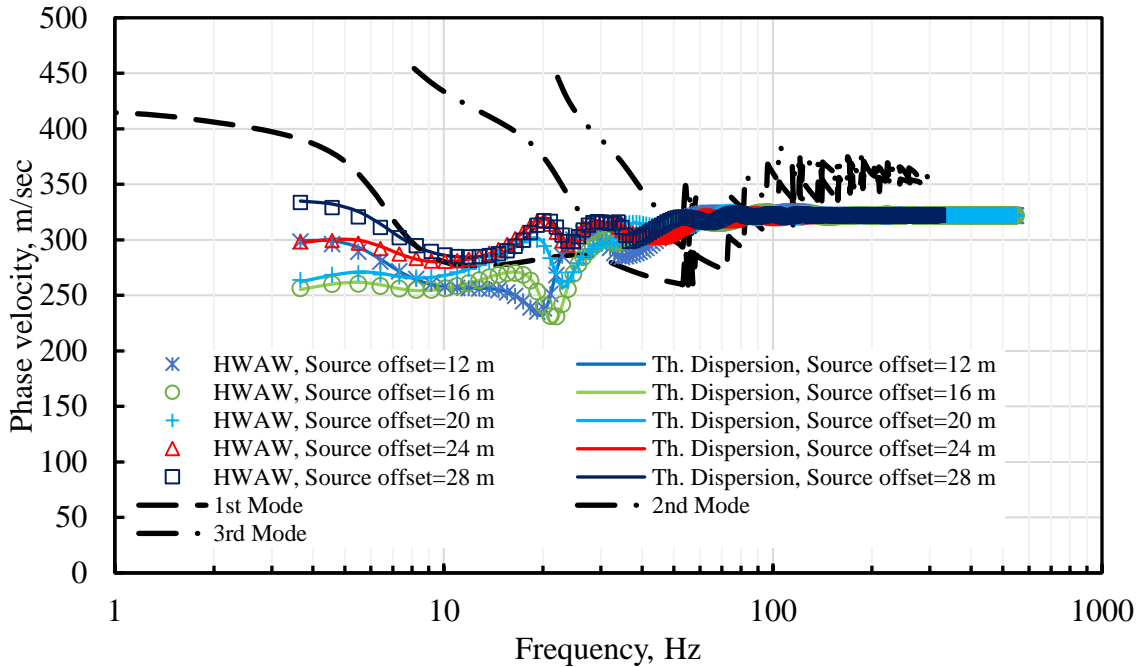 500
450
400
350
300
250
200
150
100
50
0
Phase velocity, m/sec
HWAW, Source offset=12 m
Th. Dispersion, Source offset=12 m
HWAW, Source offset=16 m
Th. Dispersion, Source offset=16 m
HWAW, Source offset=20 m
Th. Dispersion, Source offset=20 m
HWAW, Source offset=24 m
Th. Dispersion, Source offset=24 m
HWAW, Source offset=28 m
Th. Dispersion, Source offset=28 m
1st Mode
2nd Mode
3rd Mode
1 10 100 1000
Frequency, Hz